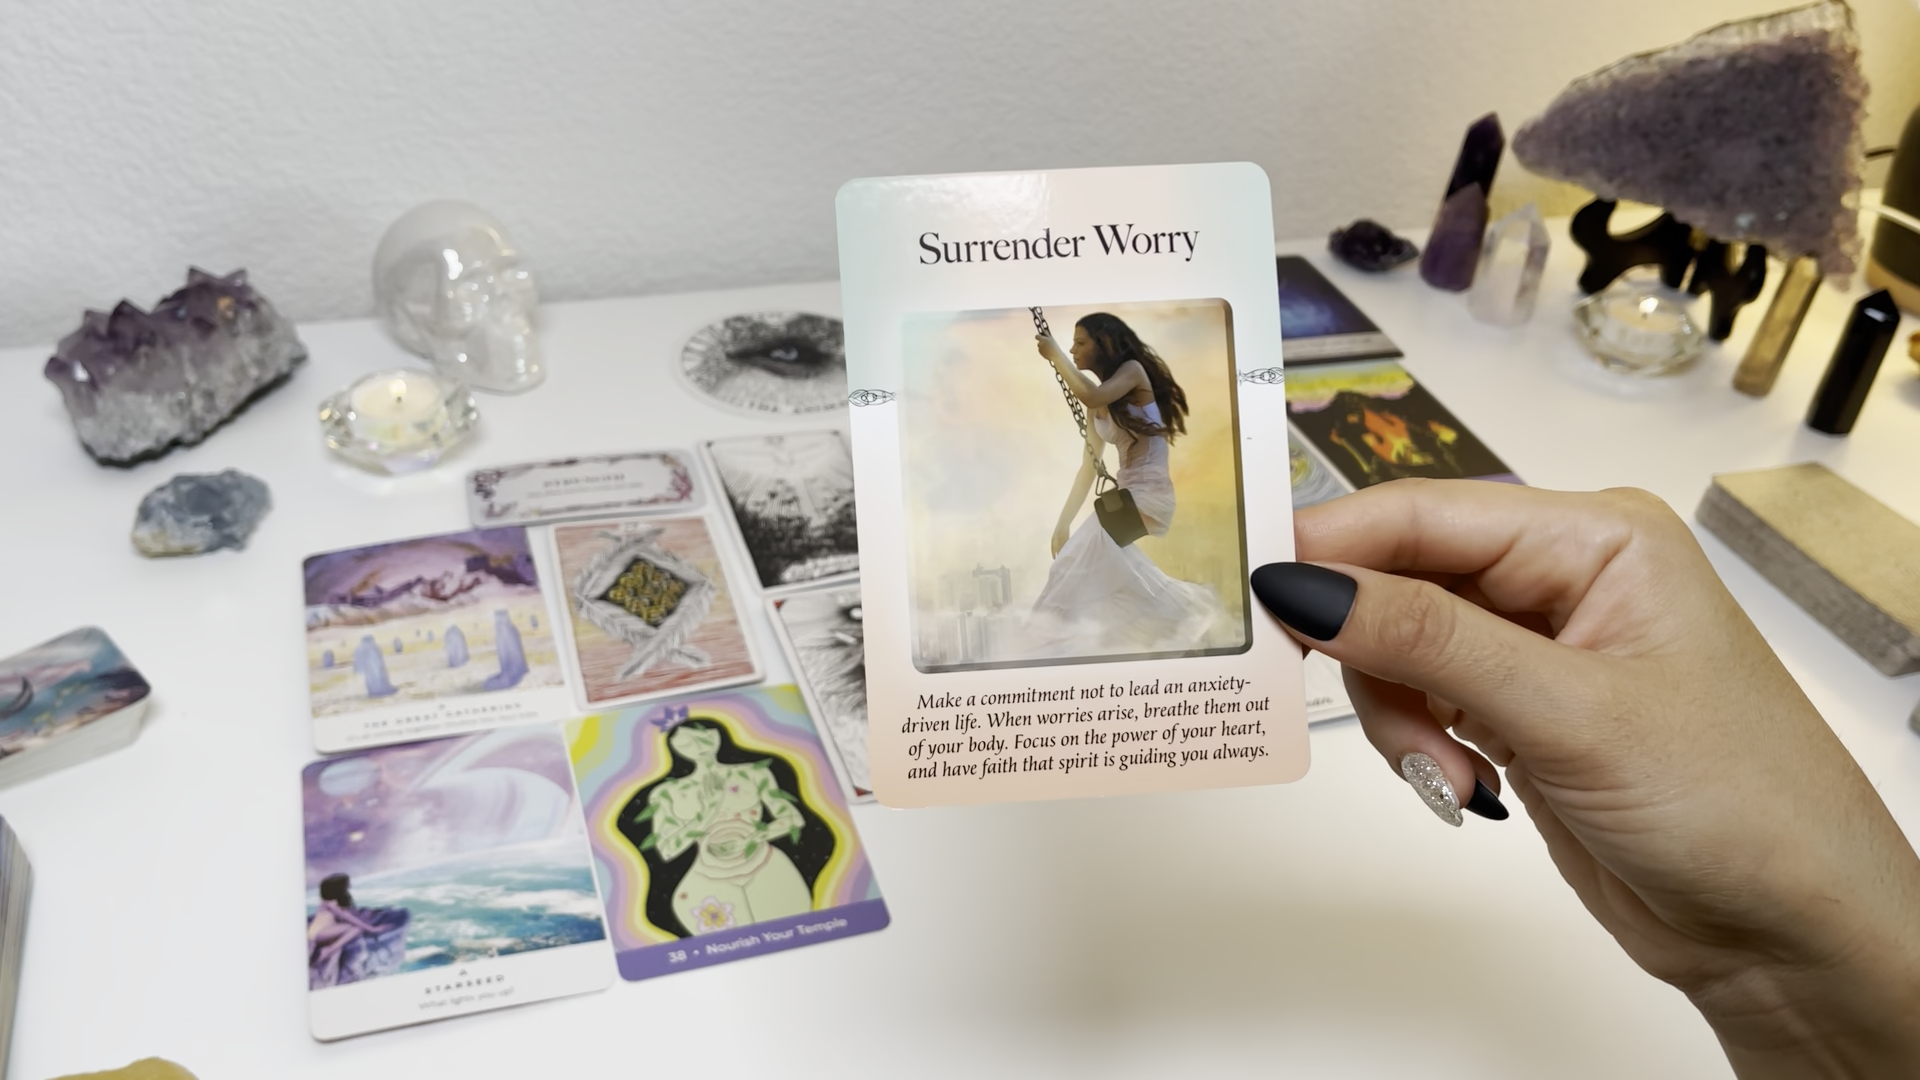 Surrender Worry
Make a commitment not to lead an anxiety-
driven life. When worries arise, breathe them out
of your body. Focus on the power of your heart,
and have faith that spirit is guiding you always.
THE GREAT GATHERING
38 • Nourish Your Temple
STARSEED
What lights you up?